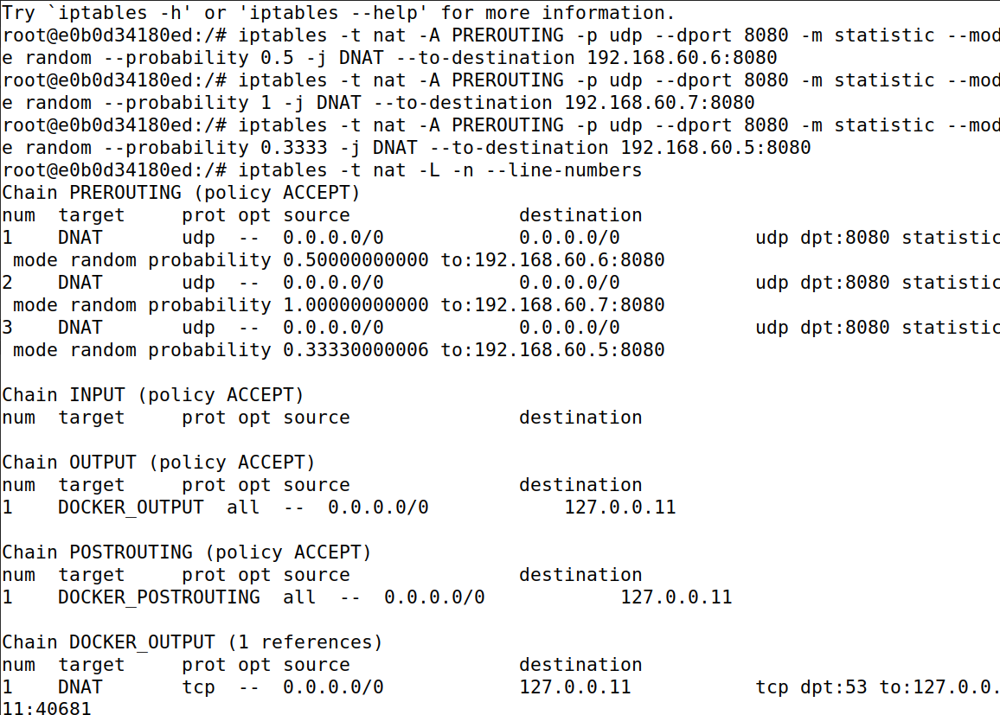 Try `iptables -h' or 'iptables --help' for more information.
root@e0b0d34180ed:/# iptables -t nat -A PREROUTING -p udp --dport 8080 -m statistic --mod
e random --probability 0.5 -j DNAT --to-destination 192.168.60.6:8080
root@e0b0d34180ed:/# iptables -t nat -A PREROUTING -p udp --dport 8080 -m statistic --mod
e random --probability 1 -j DNAT --to-destination 192.168.60.7:8080
root@e0b0d34180ed:/# iptables -t nat -A PREROUTING -p udp --dport 8080 -m statistic --mod
e random --probability 0.3333 -j DNAT --to-destination 192.168.60.5:8080
root@e0b0d34180ed:/# iptables -t nat -L -n --line-numbers
Chain PREROUTING (policy ACCEPT)
num  target     prot opt source               destination
1    DNAT       udp  --  0.0.0.0/0            0.0.0.0/0            udp dpt:8080 statistic
 mode random probability 0.50000000000 to:192.168.60.6:8080
2    DNAT       udp  --  0.0.0.0/0            0.0.0.0/0            udp dpt:8080 statistic
 mode random probability 1.00000000000 to:192.168.60.7:8080
3    DNAT       udp  --  0.0.0.0/0            0.0.0.0/0            udp dpt:8080 statistic
 mode random probability 0.33330000006 to:192.168.60.5:8080

Chain INPUT (policy ACCEPT)
num  target     prot opt source               destination

Chain OUTPUT (policy ACCEPT)
num  target     prot opt source               destination
1    DOCKER_OUTPUT  all  --  0.0.0.0/0            127.0.0.11

Chain POSTROUTING (policy ACCEPT)
num  target     prot opt source               destination
1    DOCKER_POSTROUTING  all  --  0.0.0.0/0            127.0.0.11

Chain DOCKER_OUTPUT (1 references)
num  target     prot opt source               destination
1    DNAT       tcp  --  0.0.0.0/0            127.0.0.11           tcp dpt:53 to:127.0.0.
11:40681